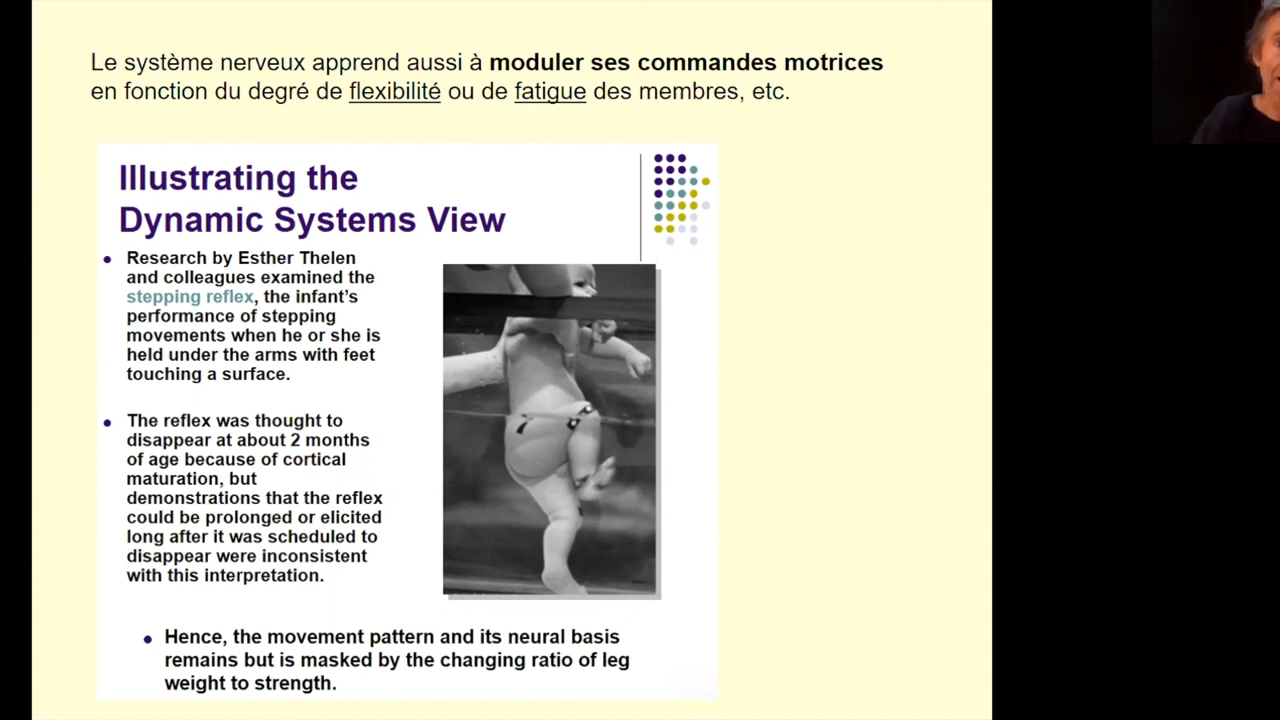 Le système nerveux apprend aussi à moduler ses commandes motrices
en fonction du degré de flexibilité ou de fatigue des membres, etc.
Illustrating the
Dynamic Systems View
• Research by Esther Thelen
and colleagues examined the
stepping reflex, the infant's
performance of stepping
movements when he or she is
held under the arms with feet
touching a surface.
• The reflex was thought to
disappear at about 2 months
of age because of cortical
maturation, but
demonstrations that the reflex
could be prolonged or elicited
long after it was scheduled to
disappear were inconsistent
with this interpretation.
• Hence, the movement pattern and its neural basis
remains but is masked by the changing ratio of leg
weight to strength.